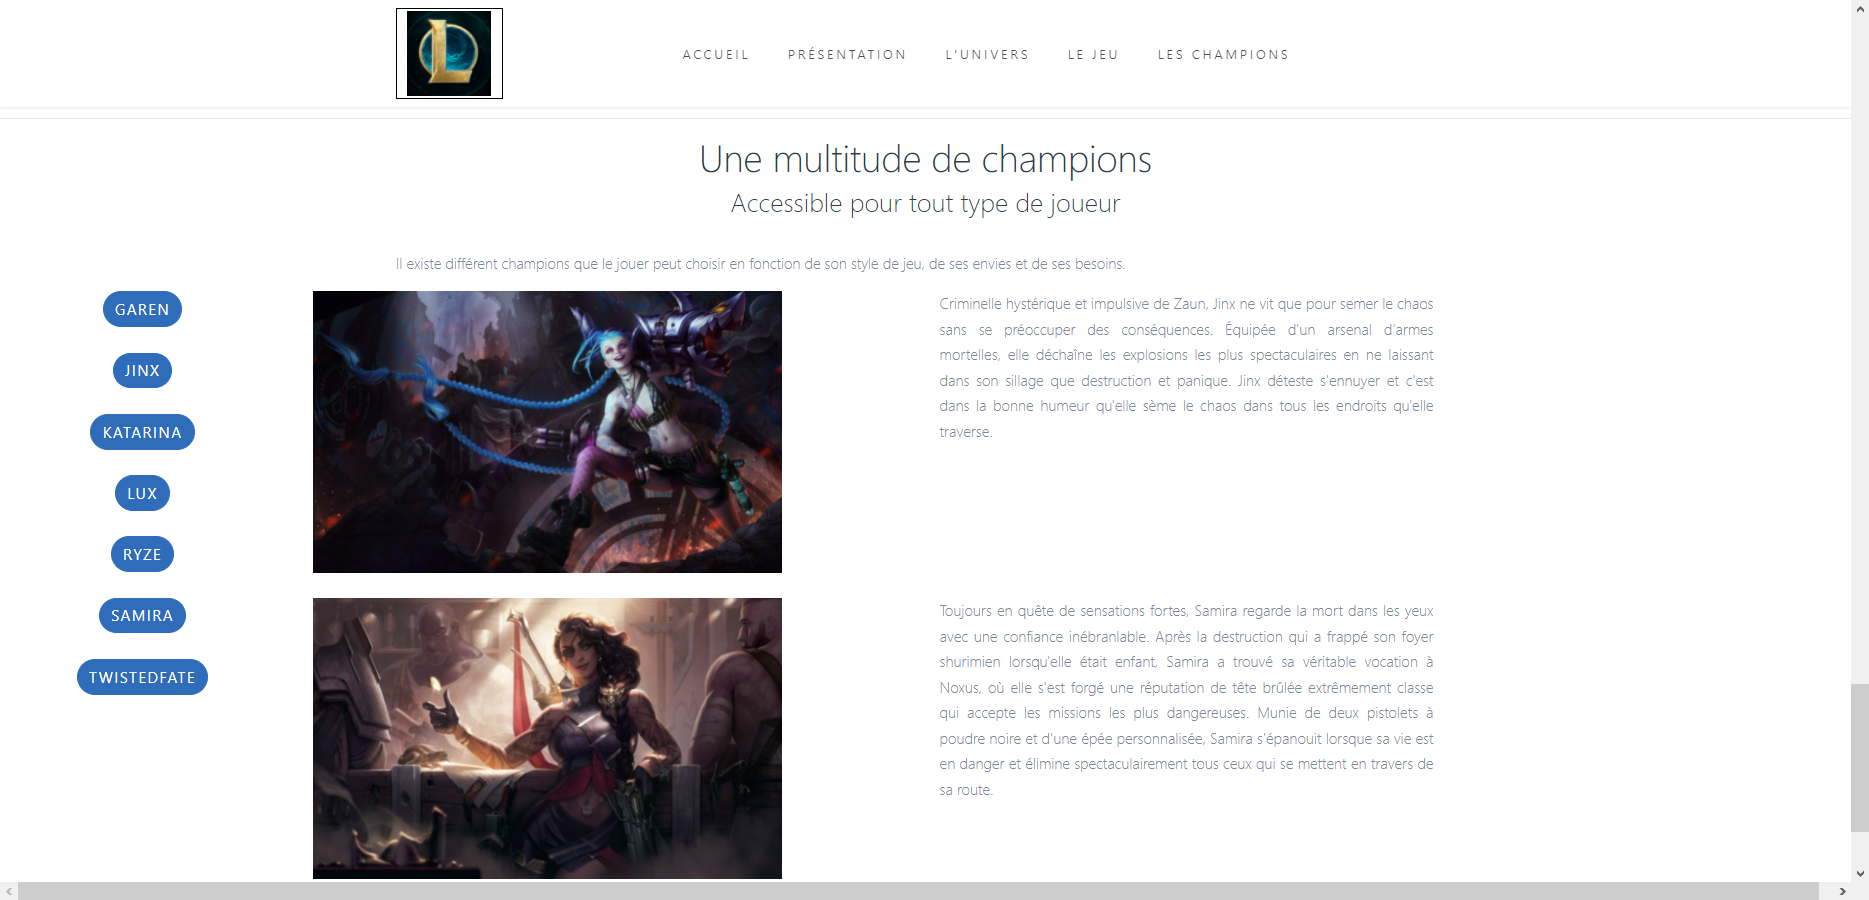 ACCUEIL PRÉSENTATION L'UNIVERS LE JEU LES CHAMPIONS
Une multitude de champions
Accessible pour tout type de joueur
Il existe différent champions que le jouer peut choisir en fonction de son style de jeu, de ses envies et de ses besoins.
GAREN
JINX
KATARINA
LUX
RYZE
SAMIRA
TWISTEDFATE
Criminelle hystérique et impulsive de Zaun, Jinx ne vit que pour semer le chaos
sans se préoccuper des conséquences. Équipée d'un arsenal d'armes
mortelles, elle déchaîne les explosions les plus spectaculaires en ne laissant
dans son sillage que destruction et panique. Jinx déteste s'ennuyer et c'est
dans la bonne humeur qu'elle sème le chaos dans tous les endroits qu'elle
traverse.
Toujours en quête de sensations fortes, Samira regarde la mort dans les yeux
avec une confiance inébranlable. Après la destruction qui a frappé son foyer
shurimien lorsqu'elle était enfant, Samira a trouvé sa véritable vocation à
Noxus, où elle s'est forgé une réputation de tête brûlée extrêmement classe
qui accepte les missions les plus dangereuses. Munie de deux pistolets à
poudre noire et d'une épée personnalisée, Samira s'épanouit lorsque sa vie est
en danger et élimine spectaculairement tous ceux qui se mettent en travers de
sa route.